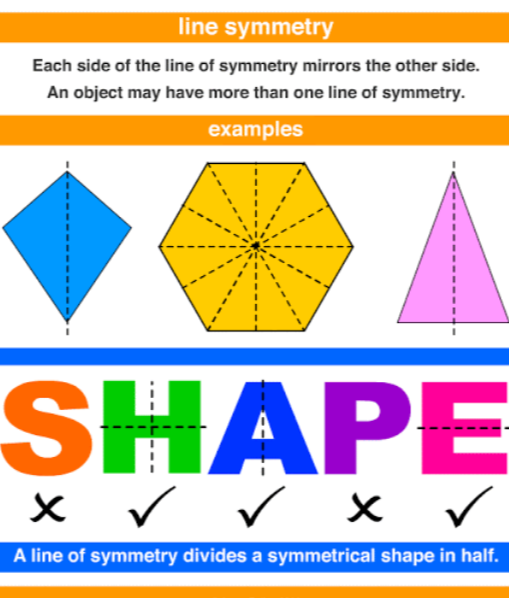 line symmetry
Each side of the line of symmetry mirrors the other side.
An object may have more than one line of symmetry.
examples
SHAPE
A line of symmetry divides a symmetrical shape in half.